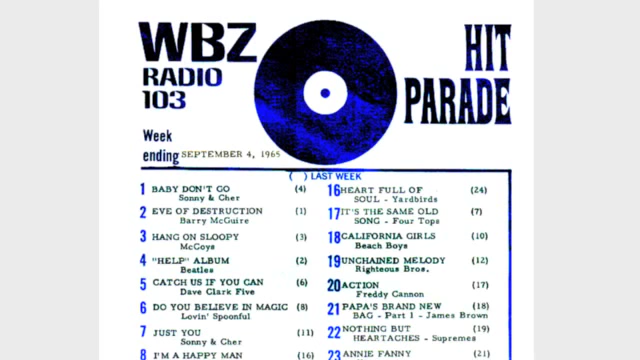 WBZ
RADIO
103
HIT
PARADE
Week
ending SEPTEMBER 4, 1965
( ) LAST WEEK
1 BABY DON'T GO (4)
Sonny & Cher
2 EVE OF DESTRUCTION (1)
Barry McGuire
3 HANG ON SLOOPY (3)
McCoys
4 "HELP" ALBUM (2)
Beatles
5 CATCH US IF YOU CAN (6)
Dave Clark Five
6 DO YOU BELIEVE IN MAGIC (8)
Lovin' Spoonful
7 JUST YOU (11)
Sonny & Cher
8 I'M A HAPPY MAN (16)
16 HEART FULL OF (24)
SOUL - Yardbirds
17 IT'S THE SAME OLD (7)
SONG - Four Tops
18 CALIFORNIA GIRLS (10)
Beach Boys
19 UNCHAINED MELODY (12)
Righteous Bros.
20 ACTION (17)
Freddy Cannon
21 PAPA'S BRAND NEW (18)
BAG - Part 1 - James Brown
22 NOTHING BUT (19)
HEARTACHES - Supremes
23 ANNIE FANNY (21)